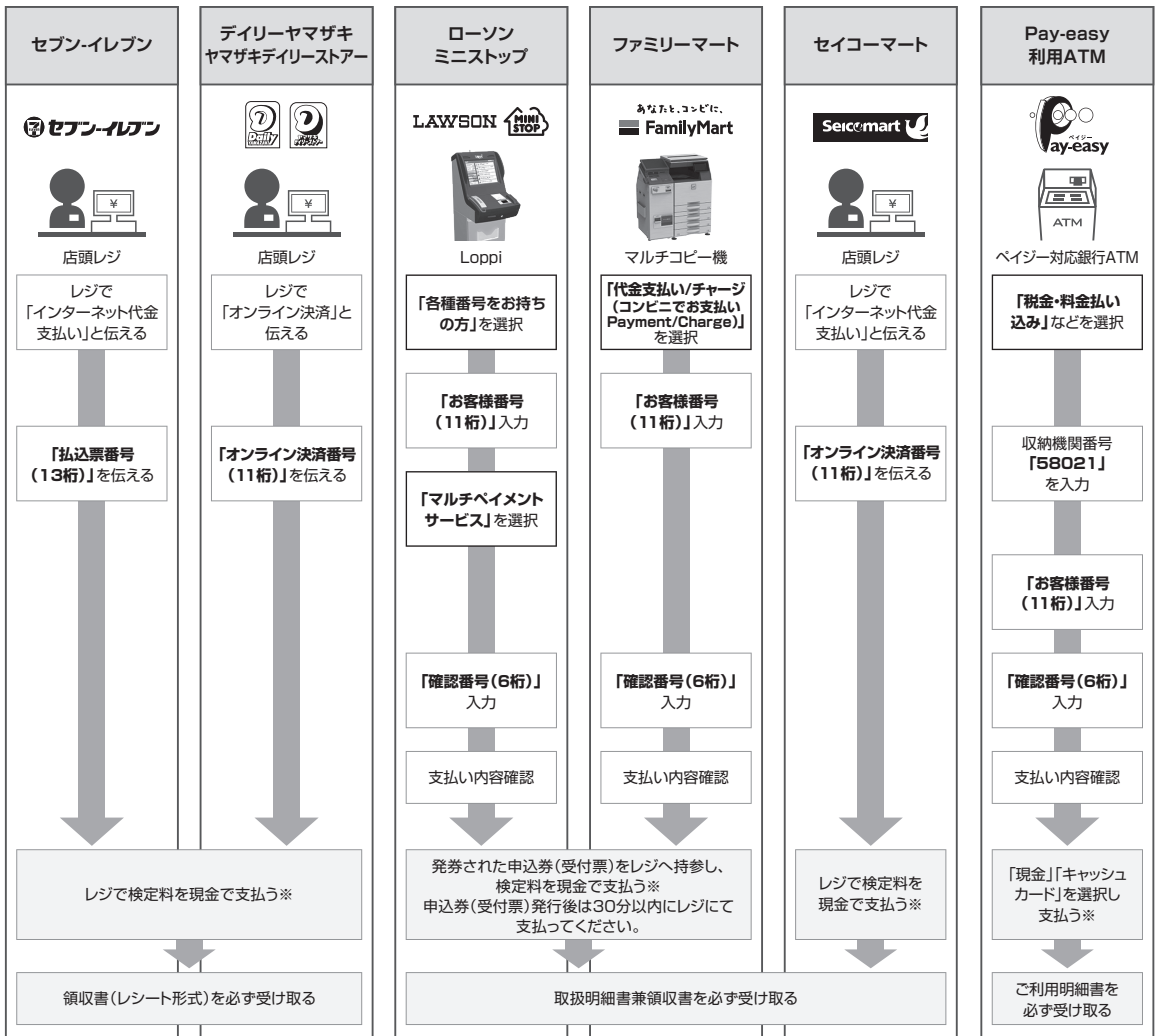 セブン-イレブン
デイリーヤマザキ
ヤマザキデイリーストアー
ローソン
ミニストップ
ファミリーマート
セイコーマート
Pay-easy
利用ATM
セブン-イレブン
Daily
LAWSON
MINI
STOP
あなたと、コンビに、
FamilyMart
Seicomart
ペイジー
Pay-easy
¥
¥
¥
ATM
店頭レジ
店頭レジ
Loppi
マルチコピー機
店頭レジ
ペイジー対応銀行ATM
レジで
「インターネット代金
支払い」と伝える
レジで
「オンライン決済」と
伝える
「各種番号をお持ち
の方」を選択
「代金支払い/チャージ
(コンビニでお支払い
Payment/Charge)」
を選択
レジで
「インターネット代金
支払い」と伝える
「税金・料金払い
込み」などを選択
「お客様番号
(11桁)」入力
「お客様番号
(11桁)」入力
「払込票番号
(13桁)」を伝える
「オンライン決済番号
(11桁)」を伝える
「オンライン決済番号
(11桁)」を伝える
収納機関番号
「58021」
を入力
「マルチペイメント
サービス」を選択
「お客様番号
(11桁)」入力
「確認番号(6桁)」
入力
「確認番号(6桁)」
入力
「確認番号(6桁)」
入力
支払い内容確認
支払い内容確認
支払い内容確認
レジで検定料を現金で支払う※
発券された申込券(受付票)をレジへ持参し、
検定料を現金で支払う※
申込券(受付票)発行後は30分以内にレジにて
支払ってください。
レジで検定料を
現金で支払う※
「現金」「キャッシュ
カード」を選択し
支払う※
領収書(レシート形式)を必ず受け取る
取扱明細書兼領収書を必ず受け取る
ご利用明細書を
必ず受け取る